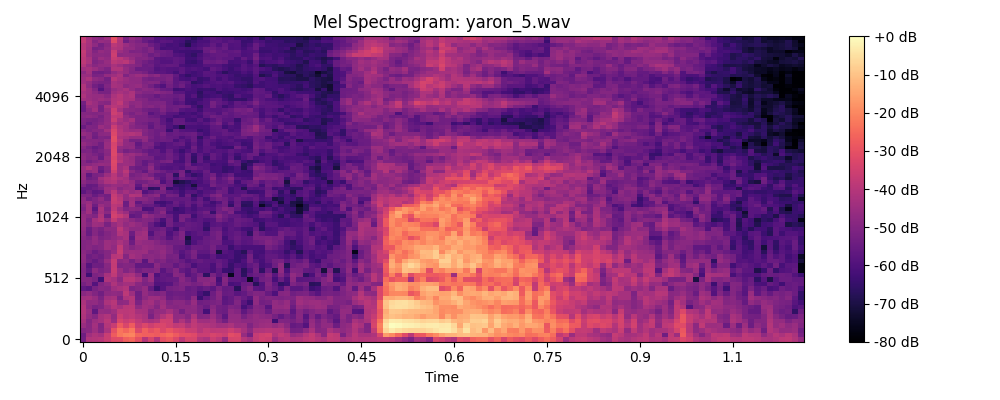 Mel Spectrogram: yaron_5.wav
Hz
4096
2048
1024
512
0
0 0.15 0.3 0.45 0.6 0.75 0.9 1.1
Time
+0 dB
-10 dB
-20 dB
-30 dB
-40 dB
-50 dB
-60 dB
-70 dB
-80 dB